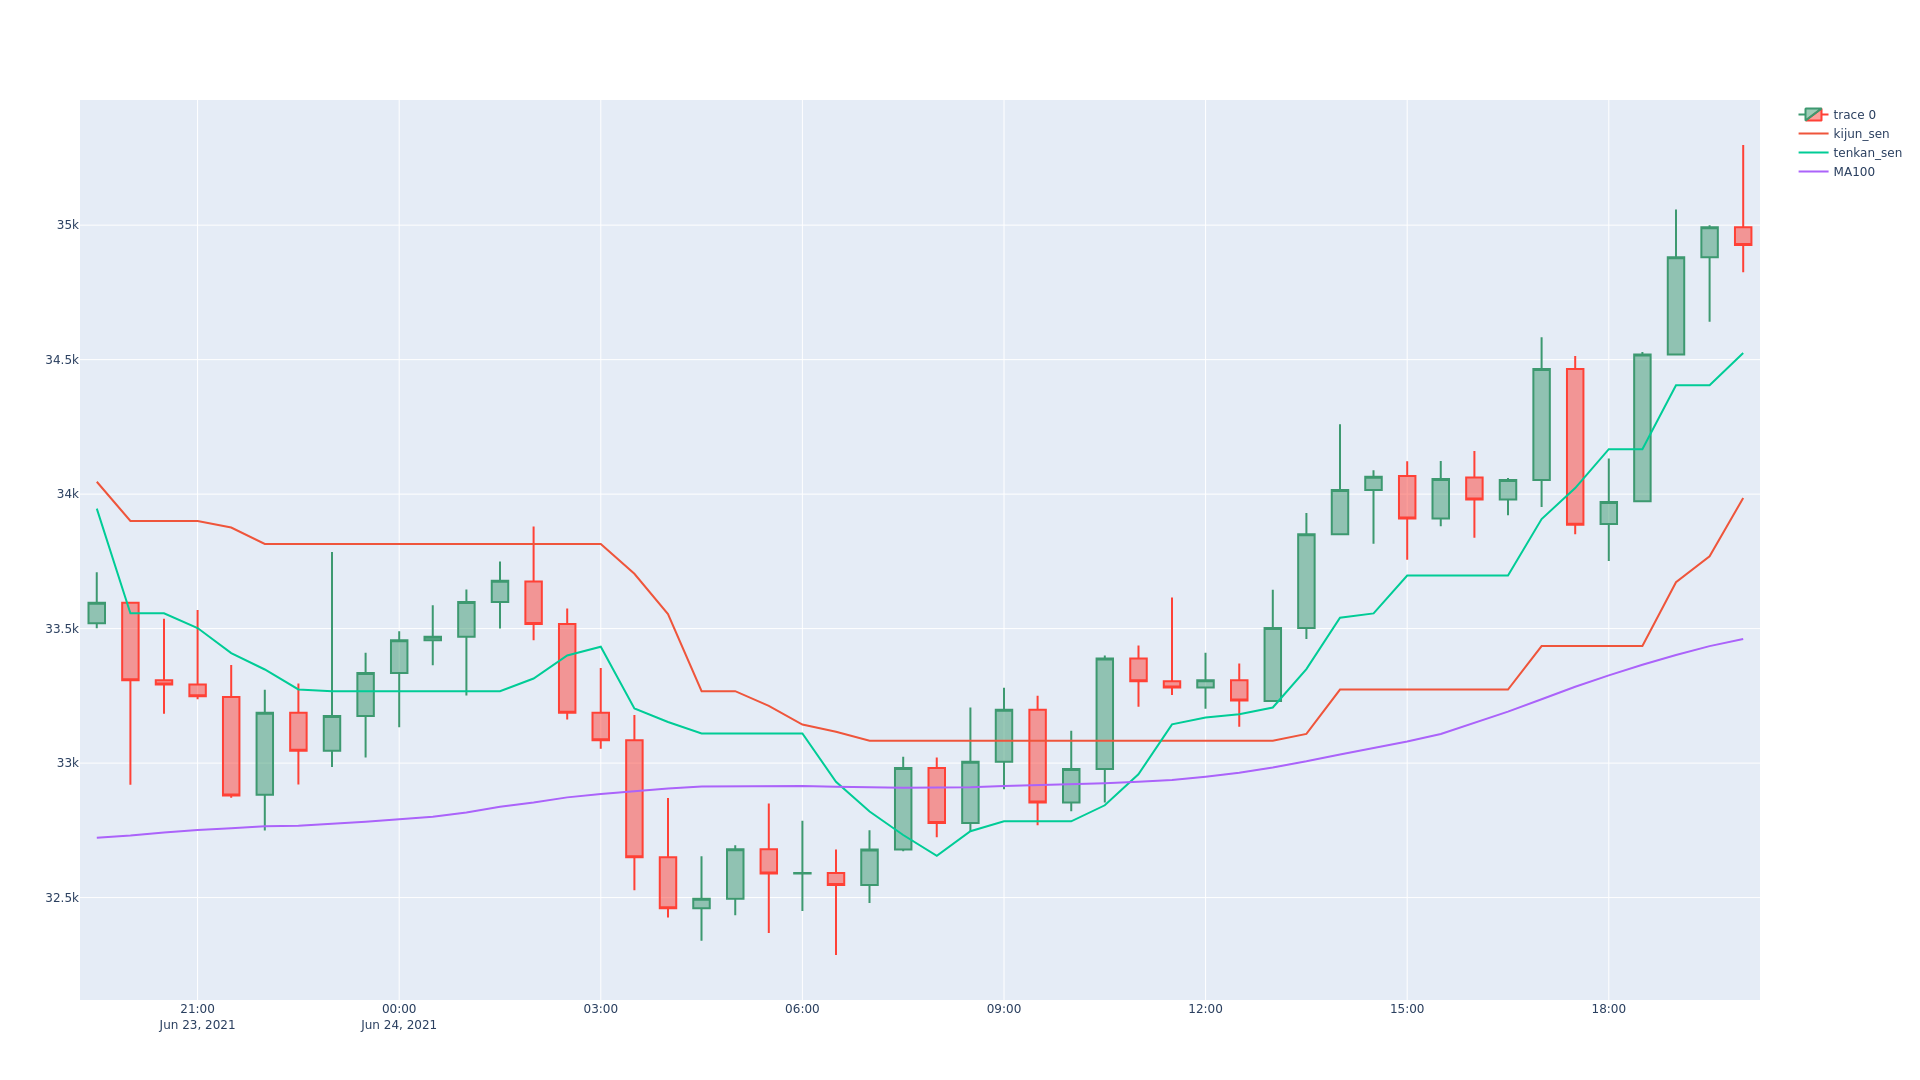 trace 0
kijun_sen
tenkan_sen
MA100
35k
34.5k
34k
33.5k
33k
32.5k
21:00
Jun 23, 2021
00:00
Jun 24, 2021
03:00
06:00
09:00
12:00
15:00
18:00